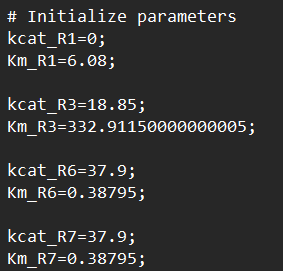 # Initialize parameters
kcat_R1=0;
Km_R1=6.08;
kcat_R3=18.85;
Km_R3=332.91150000000005;
kcat_R6=37.9;
Km_R6=0.38795;
kcat_R7=37.9;
Km_R7=0.38795;